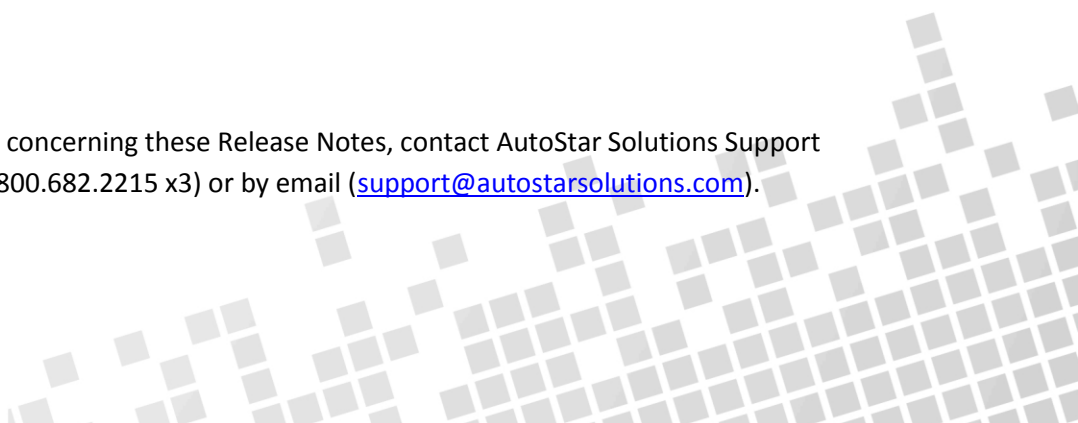 concerning these Release Notes, contact AutoStar Solutions Support
800.682.2215 x3) or by email (support@autostarsolutions.com).